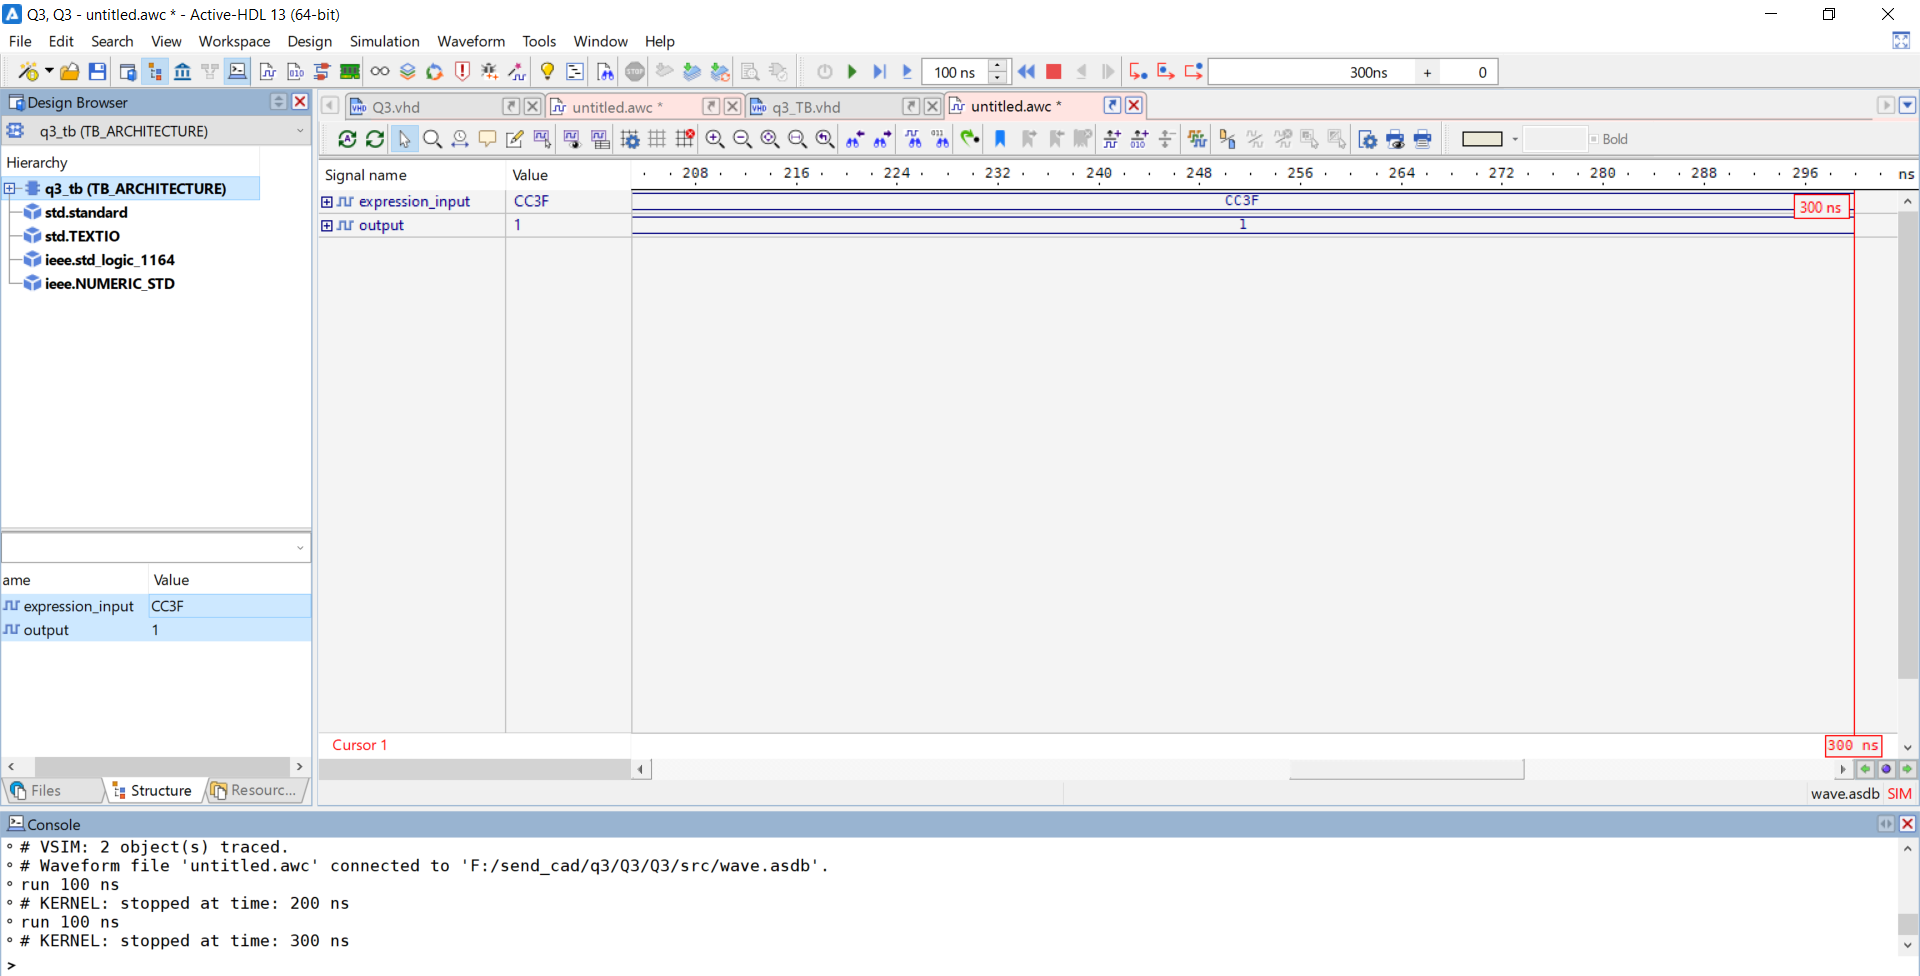 Q3, Q3 - untitled.awc * - Active-HDL 13 (64-bit)
File Edit Search View Workspace Design Simulation Waveform Tools Window Help
100 ns 300ns + 0
Design Browser
q3_tb (TB_ARCHITECTURE)
Hierarchy
q3_tb (TB_ARCHITECTURE)
std.standard
std.TEXTIO
ieee.std_logic_1164
ieee.NUMERIC_STD
ame Value
expression_input CC3F
output 1
Files Structure Resourc...
Q3.vhd untitled.awc * q3_TB.vhd untitled.awc *
Bold
Signal name Value 208 216 224 232 240 248 256 264 272 280 288 296 ns
expression_input CC3F CC3F
300 ns
output 1 1
Cursor 1 300 ns
wave.asdb SIM
Console
# VSIM: 2 object(s) traced.
# Waveform file 'untitled.awc' connected to 'F:/send_cad/q3/Q3/Q3/src/wave.asdb'.
run 100 ns
# KERNEL: stopped at time: 200 ns
run 100 ns
# KERNEL: stopped at time: 300 ns
>